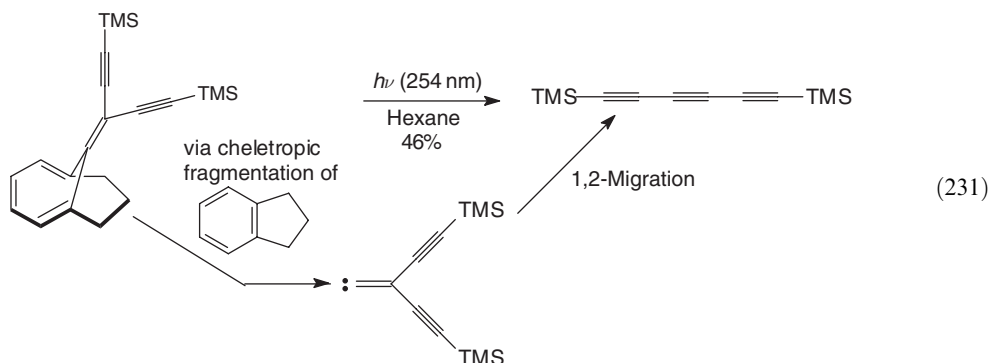 TMS
TMS
hν (254 nm)
Hexane
46%
TMS
TMS
via cheletropic
fragmentation of
1,2-Migration
(231)
TMS
:
TMS